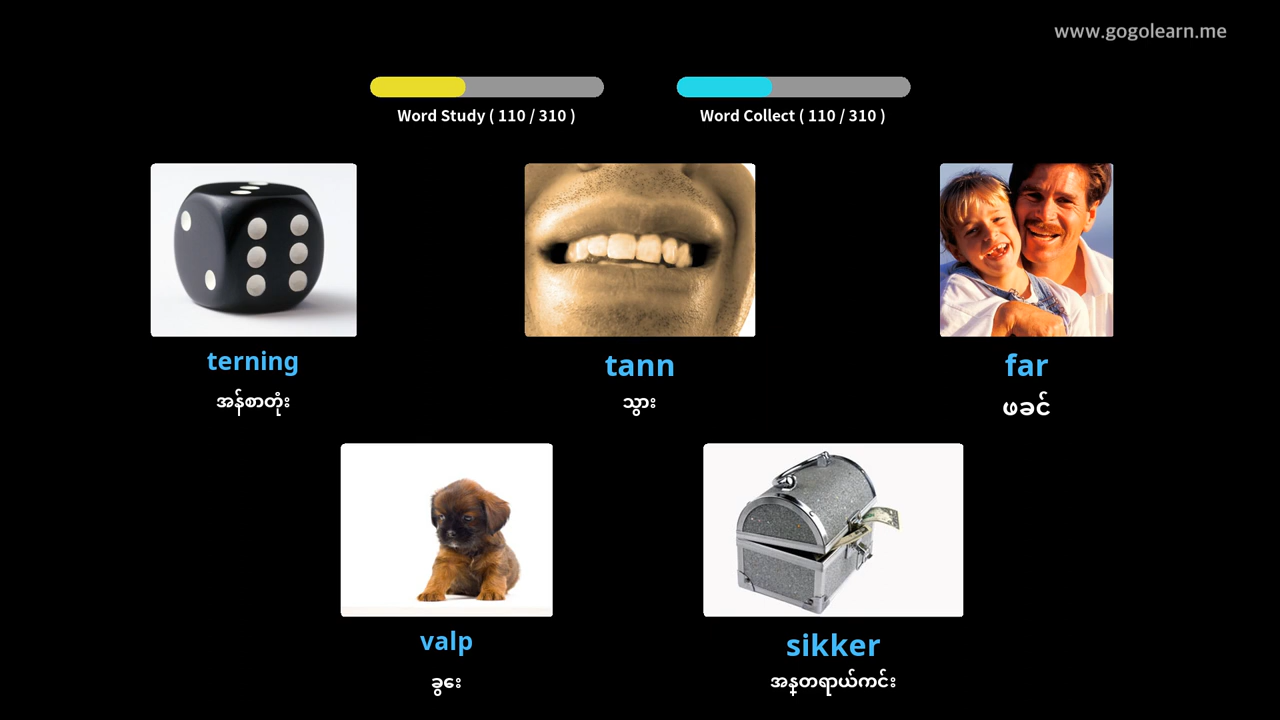 www.gogolearn.me
Word Study ( 110 / 310 )
Word Collect ( 110 / 310 )
terning
အန်စာတုံး
tann
သွား
far
ဖခင်
valp
ခွေး
sikker
အန္တရာယ်ကင်း